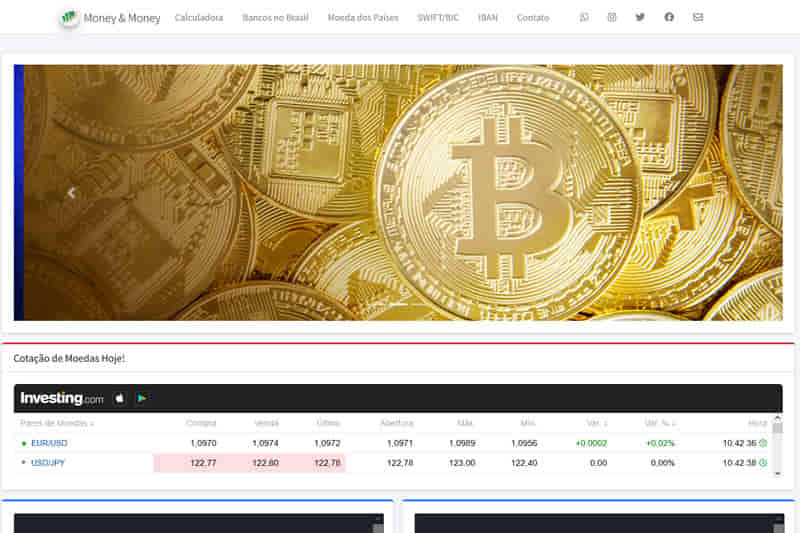 Money & Money Calculadora Bancos no Brasil Moeda dos Países SWIFT/BIC IBAN Contato
Cotação de Moedas Hoje!
Investing.com
Pares de Moedas Compra Venda Último Abertura Máx. Mín. Var. Var. % Hora
EUR/USD 1,0970 1,0974 1,0972 1,0971 1,0989 1,0956 +0,0002 +0,02% 10:42:36
USD/JPY 122,77 122,80 122,78 122,78 123,00 122,40 0,00 0,00% 10:42:38